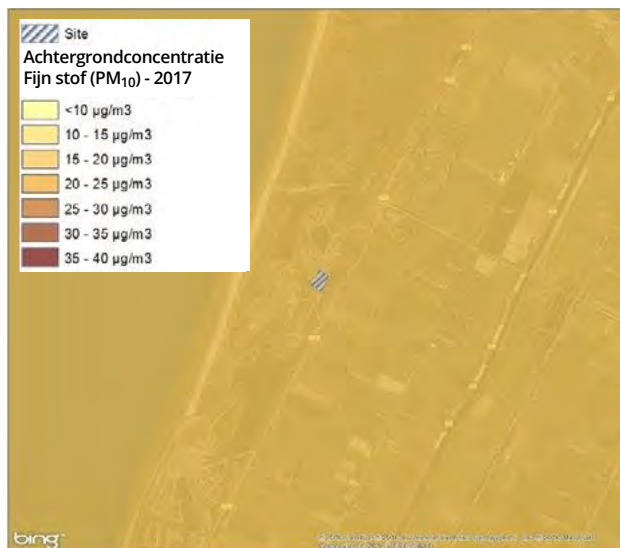 Site
Achtergrondconcentratie
Fijn stof (PM₁₀) - 2017
<10 µg/m3
10 - 15 µg/m3
15 - 20 µg/m3
20 - 25 µg/m3
25 - 30 µg/m3
30 - 35 µg/m3
35 - 40 µg/m3
bing